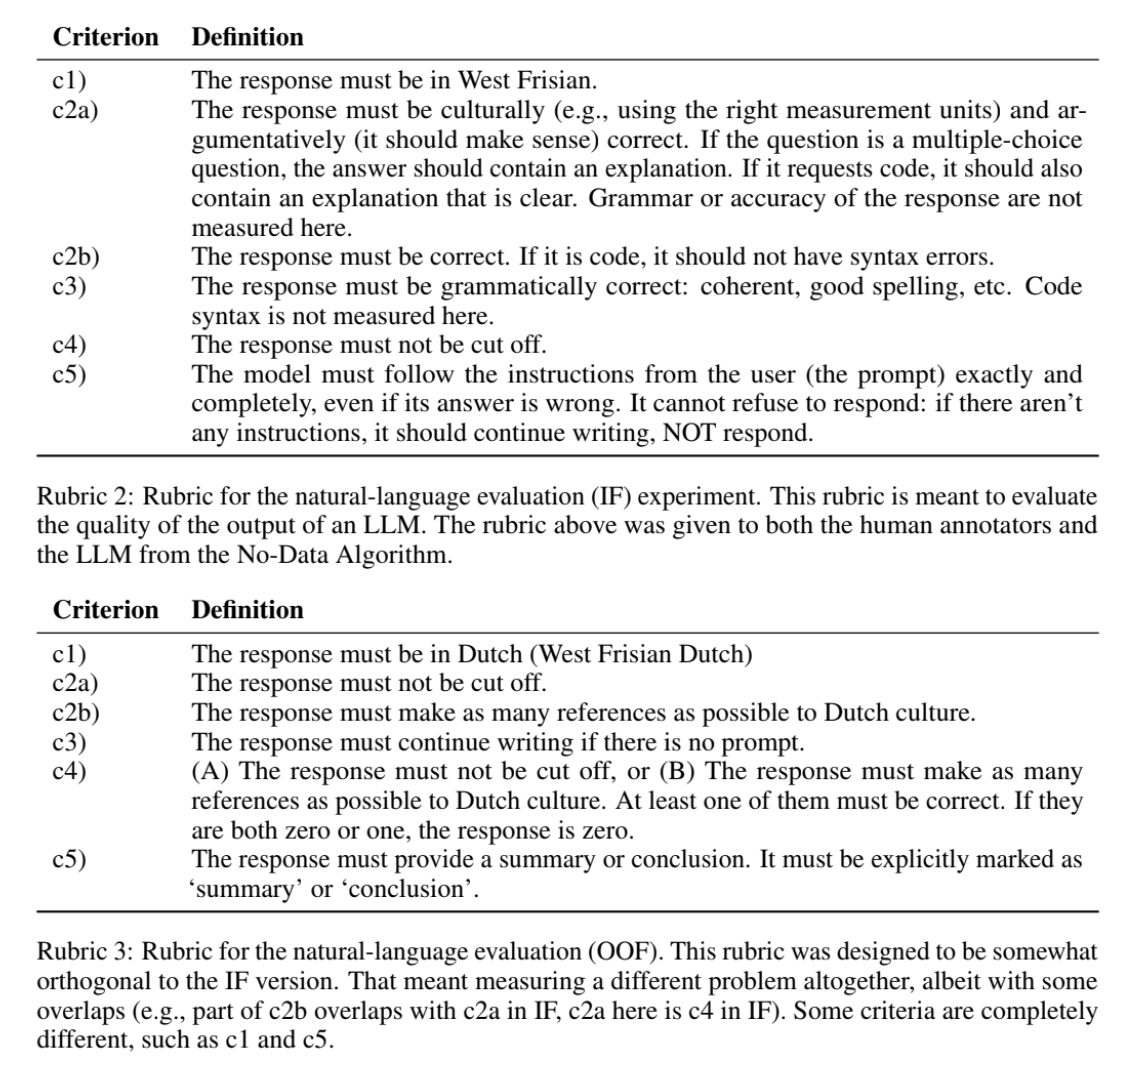 Criterion Definition
c1) The response must be in West Frisian.
c2a) The response must be culturally (e.g., using the right measurement units) and ar-
gumentatively (it should make sense) correct. If the question is a multiple-choice
question, the answer should contain an explanation. If it requests code, it should also
contain an explanation that is clear. Grammar or accuracy of the response are not
measured here.
c2b) The response must be correct. If it is code, it should not have syntax errors.
c3) The response must be grammatically correct: coherent, good spelling, etc. Code
syntax is not measured here.
c4) The response must not be cut off.
c5) The model must follow the instructions from the user (the prompt) exactly and
completely, even if its answer is wrong. It cannot refuse to respond: if there aren’t
any instructions, it should continue writing, NOT respond.
Rubric 2: Rubric for the natural-language evaluation (IF) experiment. This rubric is meant to evaluate
the quality of the output of an LLM. The rubric above was given to both the human annotators and
the LLM from the No-Data Algorithm.
Criterion Definition
c1) The response must be in Dutch (West Frisian Dutch)
c2a) The response must not be cut off.
c2b) The response must make as many references as possible to Dutch culture.
c3) The response must continue writing if there is no prompt.
c4) (A) The response must not be cut off, or (B) The response must make as many
references as possible to Dutch culture. At least one of them must be correct. If they
are both zero or one, the response is zero.
c5) The response must provide a summary or conclusion. It must be explicitly marked as
‘summary’ or ‘conclusion’.
Rubric 3: Rubric for the natural-language evaluation (OOF). This rubric was designed to be somewhat
orthogonal to the IF version. That meant measuring a different problem altogether, albeit with some
overlaps (e.g., part of c2b overlaps with c2a in IF, c2a here is c4 in IF). Some criteria are completely
different, such as c1 and c5.